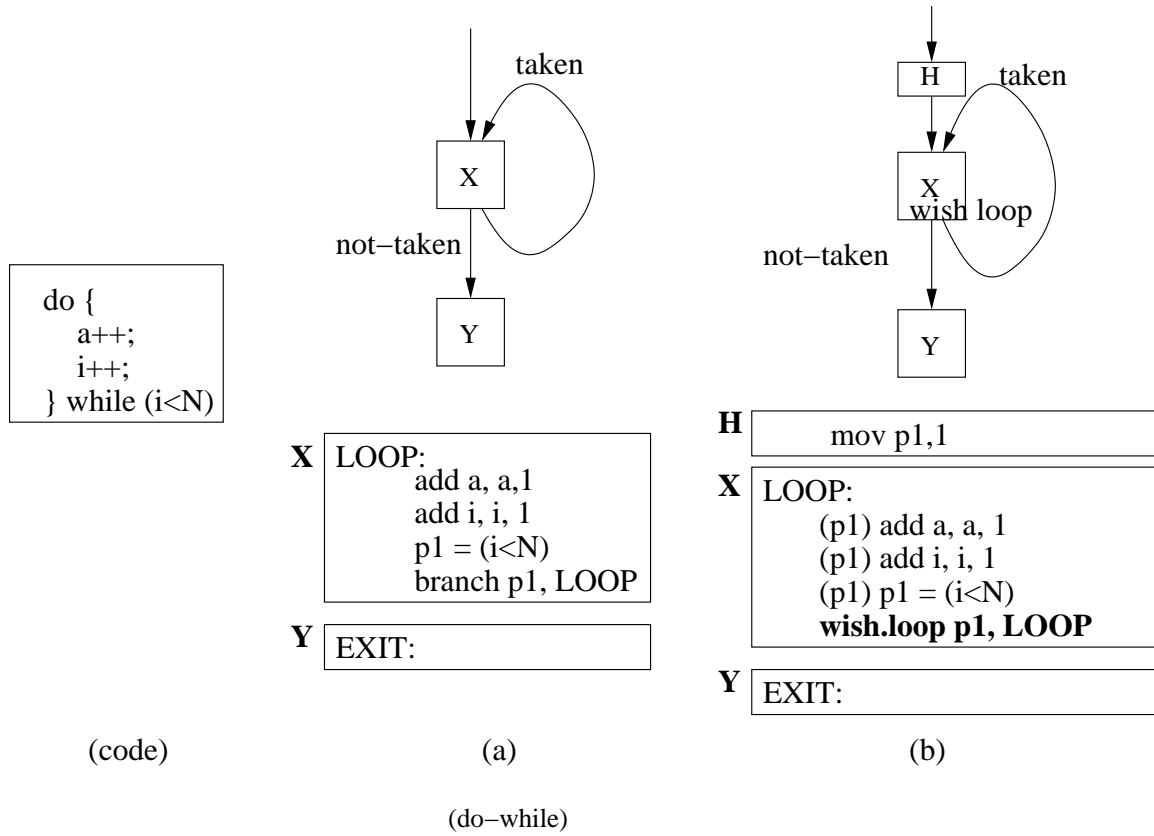 do {
a++;
i++;
} while (i<N)
(code)
taken
X
not−taken
Y
X
LOOP:
add a, a,1
add i, i, 1
p1 = (i<N)
branch p1, LOOP
Y
EXIT:
(a)
H
taken
X
wish loop
not−taken
Y
H
mov p1,1
X
LOOP:
(p1) add a, a, 1
(p1) add i, i, 1
(p1) p1 = (i<N)
wish.loop p1, LOOP
Y
EXIT:
(b)
(do−while)